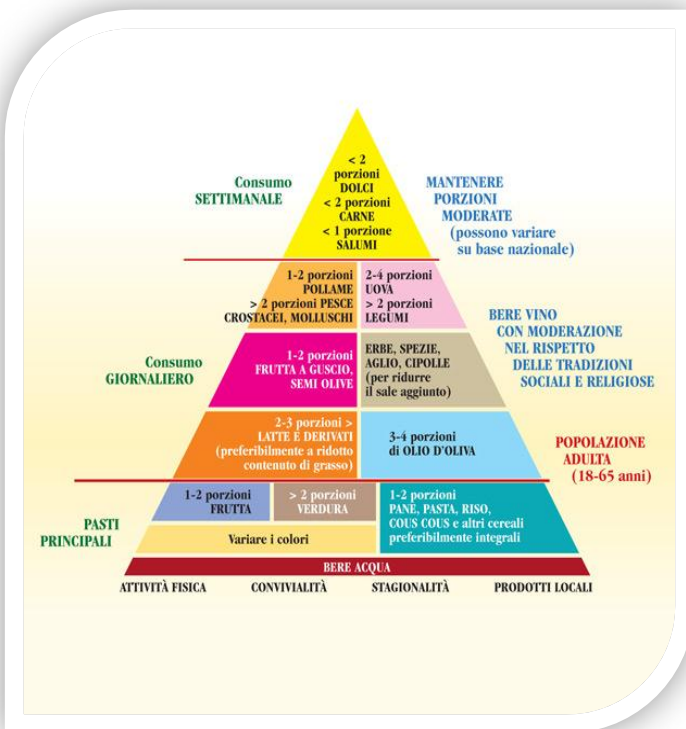 < 2
porzioni
DOLCI
< 2 porzioni
CARNE
< 1 porzione
SALUMI
Consumo
SETTIMANALE
MANTENERE
PORZIONI
MODERATE
(possono variare
su base nazionale)
1-2 porzioni
POLLAME
> 2 porzioni PESCE
CROSTACEI, MOLLUSCHI
2-4 porzioni
UOVA
> 2 porzioni
LEGUMI
BERE VINO
CON MODERAZIONE
NEL RISPETTO
DELLE TRADIZIONI
SOCIALI E RELIGIOSE
Consumo
GIORNALIERO
1-2 porzioni
FRUTTA A GUSCIO,
SEMI OLIVE
ERBE, SPEZIE,
AGLIO, CIPOLLE
(per ridurre
il sale aggiunto)
2-3 porzioni >
LATTE E DERIVATI
(preferibilmente a ridotto
contenuto di grasso)
3-4 porzioni
di OLIO D'OLIVA
POPOLAZIONE
ADULTA
(18-65 anni)
PASTI
PRINCIPALI
1-2 porzioni
FRUTTA
> 2 porzioni
VERDURA
1-2 porzioni
PANE, PASTA, RISO,
COUS COUS e altri cereali
preferibilmente integrali
Variare i colori
BERE ACQUA
ATTIVITÀ FISICA CONVIVIALITÀ STAGIONALITÀ PRODOTTI LOCALI